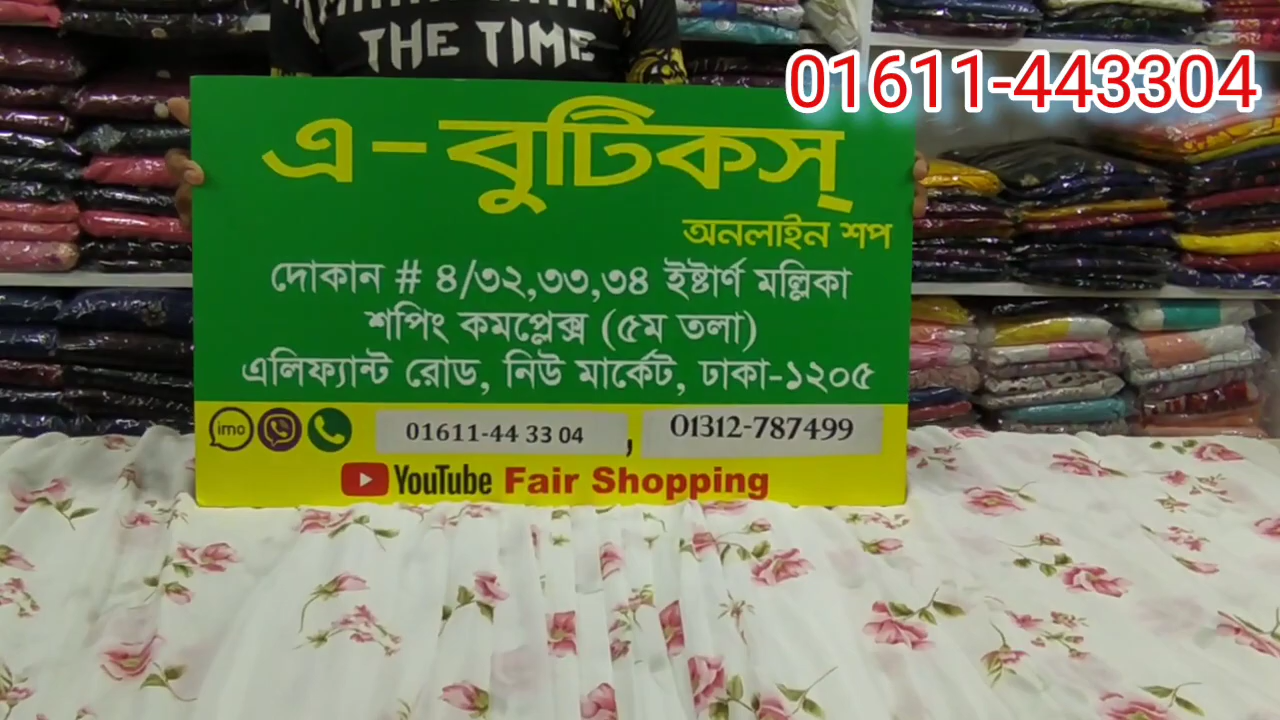 THE TIME
01611-443304
এ-বুটিকস্
অনলাইন শপ
দোকান # ৪/৩২,৩৩,৩৪ ইষ্টার্ণ মল্লিকা
শপিং কমপ্লেক্স (৫ম তলা)
এলিফ্যান্ট রোড, নিউ মার্কেট, ঢাকা-১২০৫
imo 01611-44 33 04 , 01312-787499
YouTube Fair Shopping